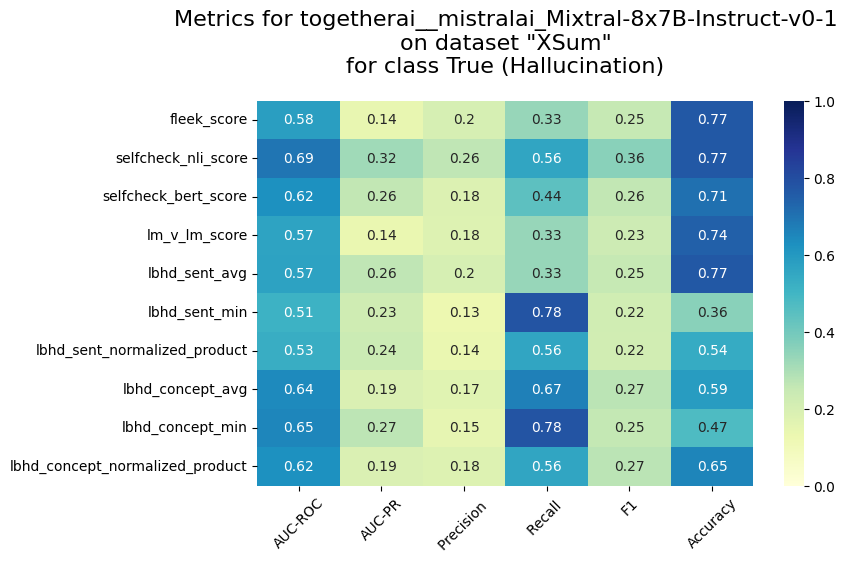 Metrics for togetherai__mistralai_Mixtral-8x7B-Instruct-v0-1
on dataset "XSum"
for class True (Hallucination)
fleek_score 0.58 0.14 0.2 0.33 0.25 0.77
selfcheck_nli_score 0.69 0.32 0.26 0.56 0.36 0.77
selfcheck_bert_score 0.62 0.26 0.18 0.44 0.26 0.71
lm_v_lm_score 0.57 0.14 0.18 0.33 0.23 0.74
lbhd_sent_avg 0.57 0.26 0.2 0.33 0.25 0.77
lbhd_sent_min 0.51 0.23 0.13 0.78 0.22 0.36
lbhd_sent_normalized_product 0.53 0.24 0.14 0.56 0.22 0.54
lbhd_concept_avg 0.64 0.19 0.17 0.67 0.27 0.59
lbhd_concept_min 0.65 0.27 0.15 0.78 0.25 0.47
lbhd_concept_normalized_product 0.62 0.19 0.18 0.56 0.27 0.65
AUC-ROC AUC-PR Precision Recall F1 Accuracy
1.0
0.8
0.6
0.4
0.2
0.0